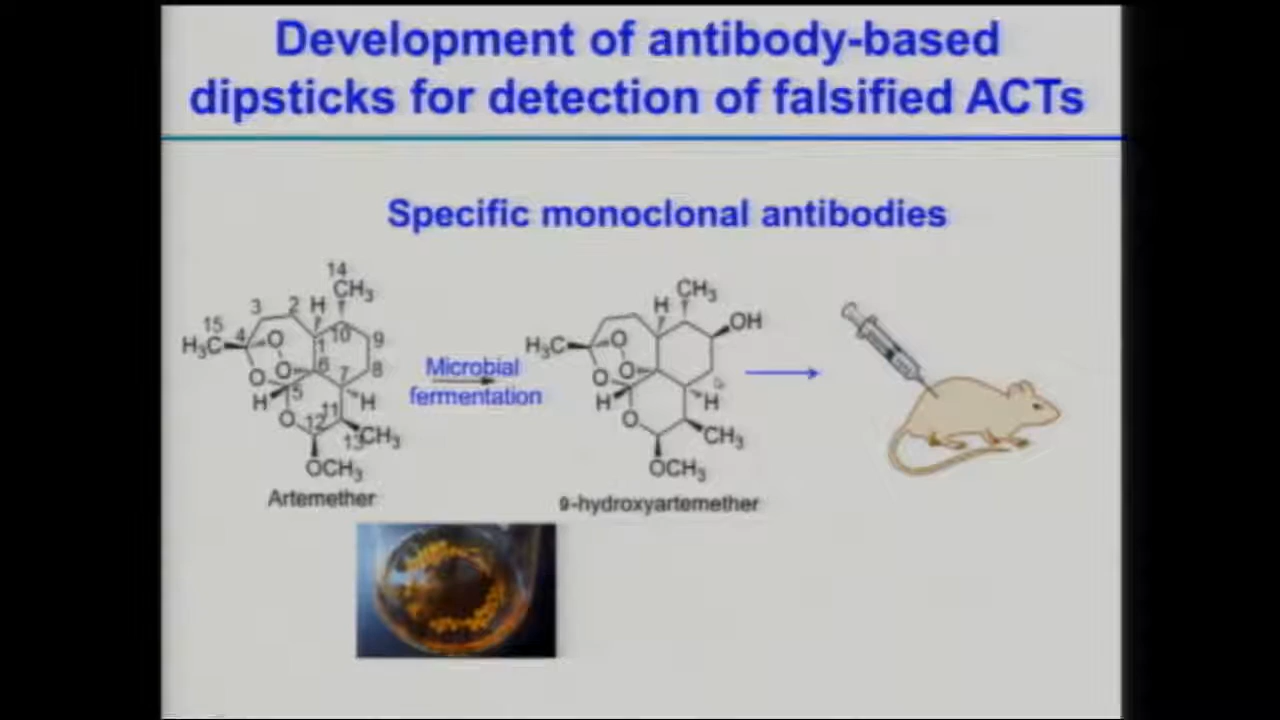 Development of antibody-based
dipsticks for detection of falsified ACTs
Specific monoclonal antibodies
14
CH3
3
2
H
15
H3C
4
O
1
10
9
O
O
6
8
5
7
H
H
11
O
12
13
CH3
OCH3
Artemether
Microbial
fermentation
CH3
H
OH
H3C
O
O
O
H
H
O
CH3
OCH3
9-hydroxyartemether